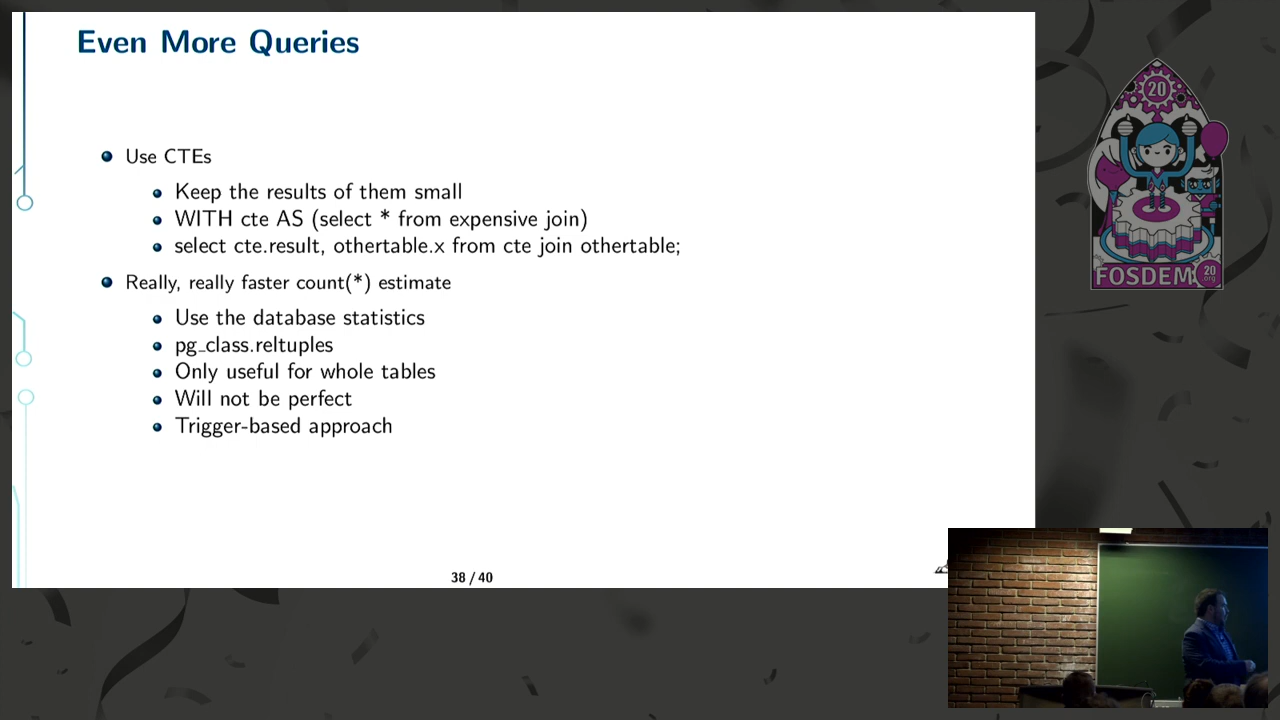 Even More Queries
Use CTEs
Keep the results of them small
WITH cte AS (select * from expensive join)
select cte.result, othertable.x from cte join othertable;
Really, really faster count(*) estimate
Use the database statistics
pg_class.reltuples
Only useful for whole tables
Will not be perfect
Trigger-based approach
38 / 40
20
FOSDEM
20
.org